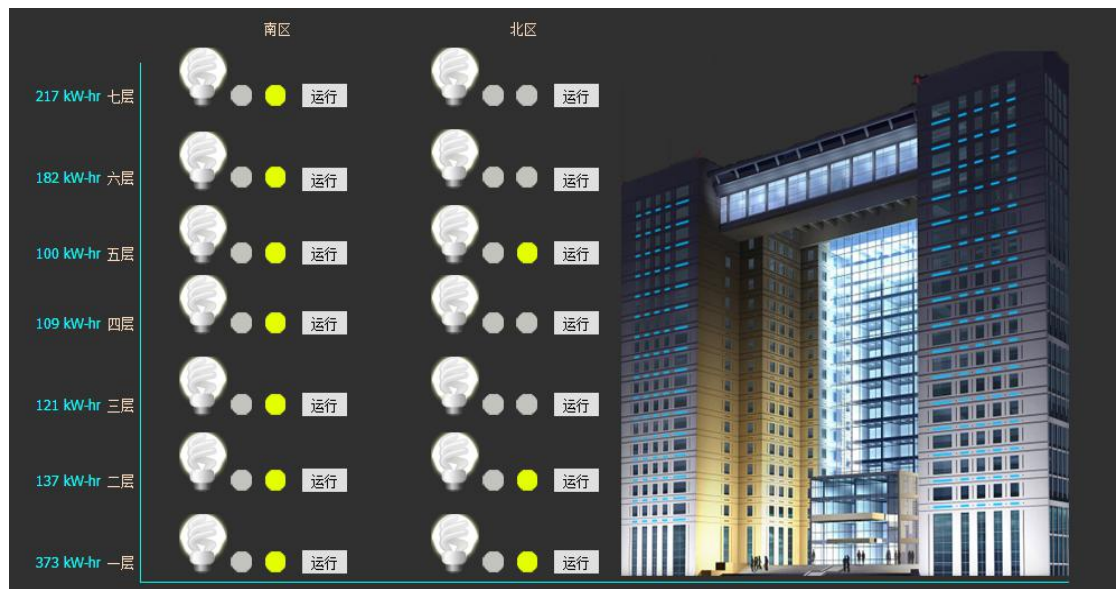 南区 北区
217 kW-hr 七层 运行 运行
182 kW-hr 六层 运行 运行
100 kW-hr 五层 运行 运行
109 kW-hr 四层 运行 运行
121 kW-hr 三层 运行 运行
137 kW-hr 二层 运行 运行
373 kW-hr 一层 运行 运行